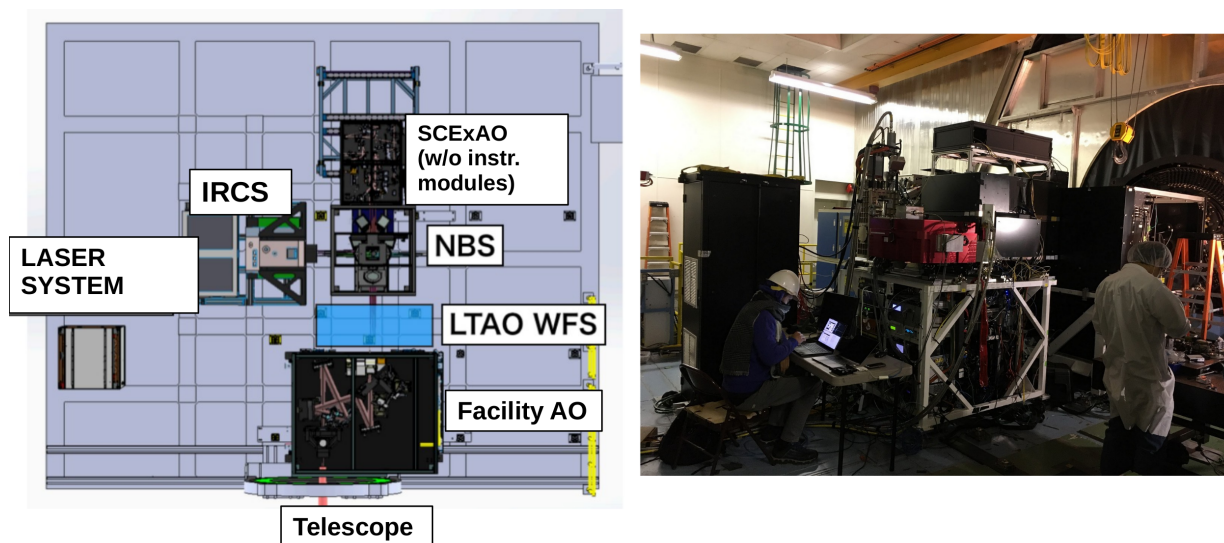 SCExAO
(w/o instr.
modules)
IRCS
NBS
LASER
SYSTEM
LTAO WFS
Facility AO
Telescope